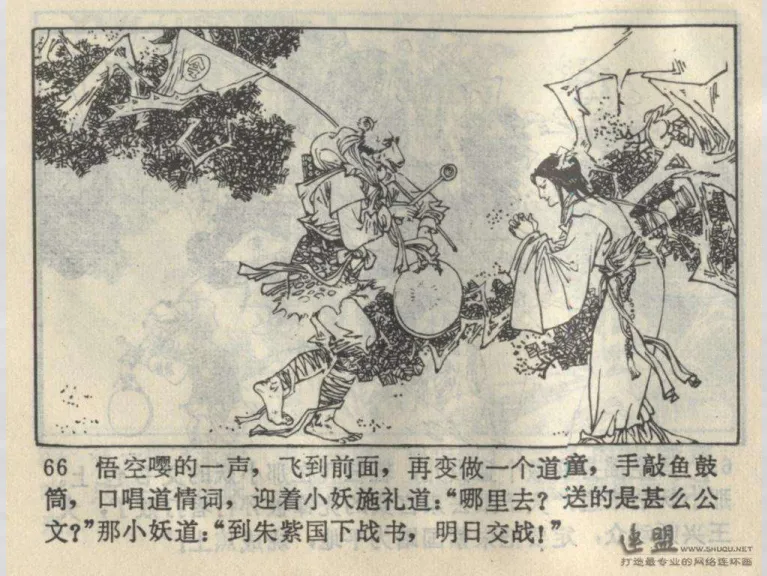 66 悟空嘤的一声，飞到前面，再变做一个道童，手敲鱼鼓
筒，口唱道情词，迎着小妖施礼道：“哪里去？送的是甚么公
文？”那小妖道：“到朱紫国下战书，明日交战！”
连盟 WWW.SHUQU.NET
打造最专业的网络连环画